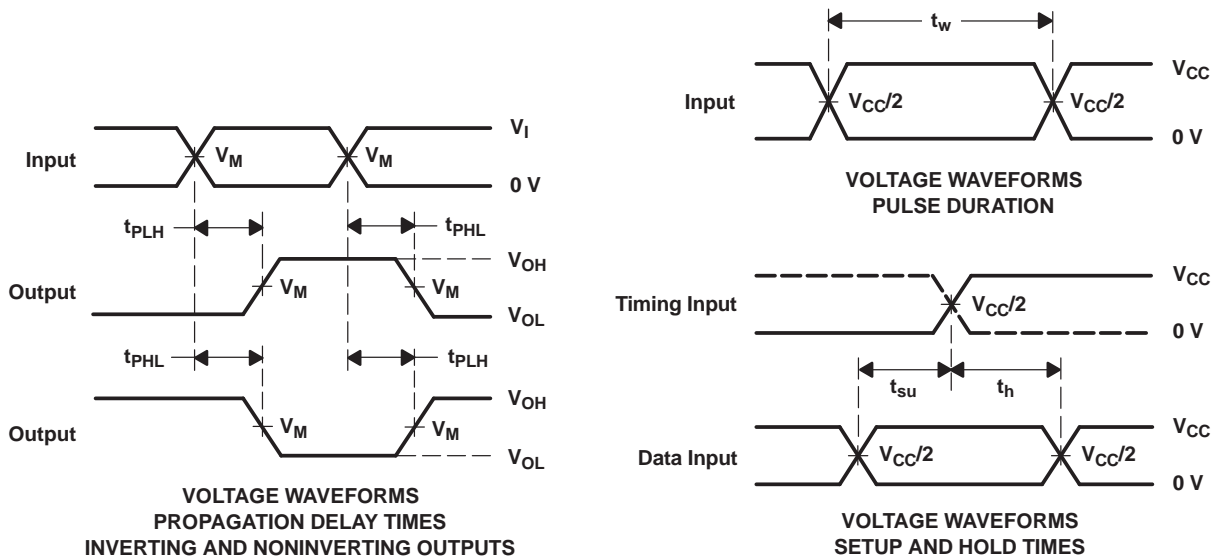 Input
V_M
V_M
V_I
0 V
t_PLH
t_PHL
Output
V_M
V_M
V_OH
V_OL
t_PHL
t_PLH
Output
V_M
V_M
V_OH
V_OL
VOLTAGE WAVEFORMS
PROPAGATION DELAY TIMES
INVERTING AND NONINVERTING OUTPUTS
t_w
Input
V_CC/2
V_CC/2
V_CC
0 V
VOLTAGE WAVEFORMS
PULSE DURATION
Timing Input
V_CC/2
V_CC
0 V
t_su
t_h
Data Input
V_CC/2
V_CC/2
V_CC
0 V
VOLTAGE WAVEFORMS
SETUP AND HOLD TIMES